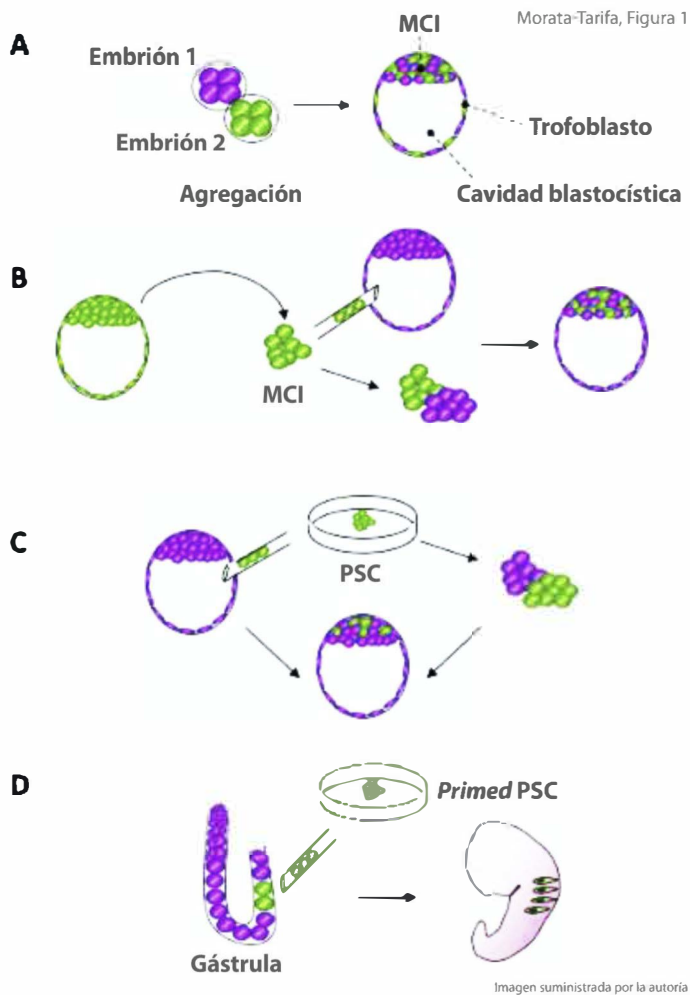 Morata-Tarifa, Figura 1
A
MCI
Embrión 1
Embrión 2
Trofoblasto
Agregación
Cavidad blastocística
B
MCI
C
PSC
D
Primed PSC
Gástrula
Imagen suministrada por la autoría